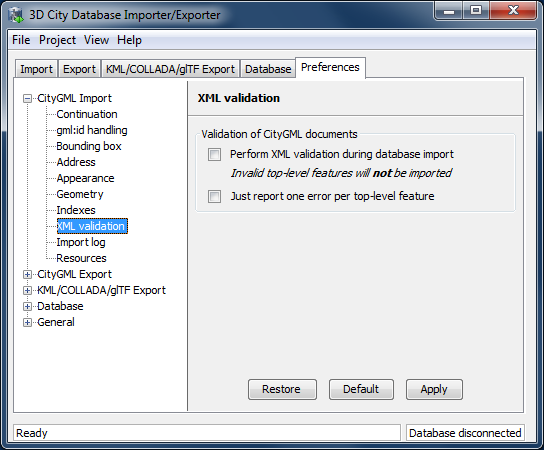 3D City Database Importer/Exporter
File Project View Help
Import Export KML/COLLADA/glTF Export Database Preferences
CityGML Import
Continuation
gml:id handling
Bounding box
Address
Appearance
Geometry
Indexes
XML validation
Import log
Resources
CityGML Export
KML/COLLADA/glTF Export
Database
General
XML validation
Validation of CityGML documents
Perform XML validation during database import
Invalid top-level features will not be imported
Just report one error per top-level feature
Restore Default Apply
Ready Database disconnected